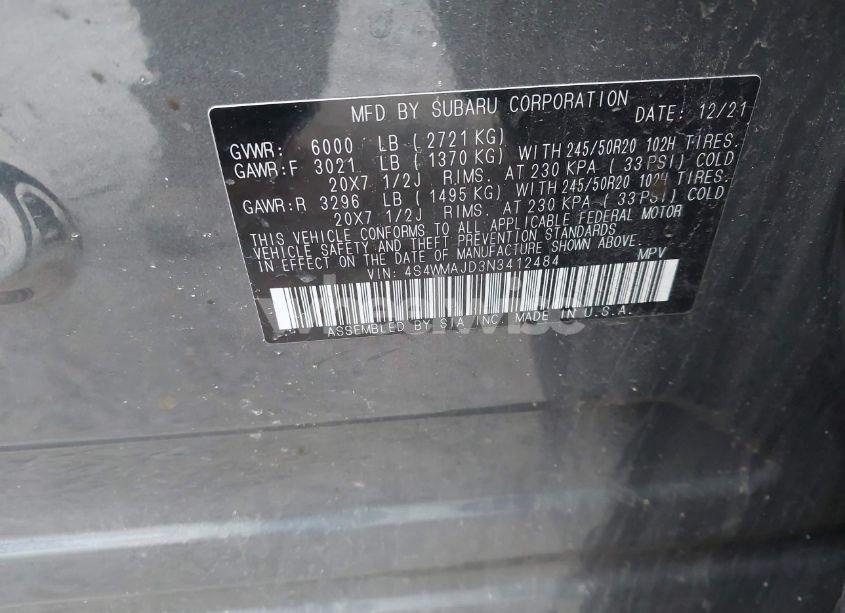 MFD BY SUBARU CORPORATION DATE: 12/21
GVWR: 6000 LB ( 2721 KG)
GAWR:F 3021 LB ( 1370 KG) WITH 245/50R20 102H TIRES.
20X7 1/2J RIMS. AT 230 KPA ( 33 PSI) COLD
GAWR:R 3296 LB ( 1495 KG) WITH 245/50R20 102H TIRES.
20X7 1/2J RIMS. AT 230 KPA ( 33 PSI) COLD
THIS VEHICLE CONFORMS TO ALL APPLICABLE FEDERAL MOTOR
VEHICLE SAFETY AND THEFT PREVENTION STANDARDS
IN EFFECT ON THE DATE OF MANUFACTURE SHOWN ABOVE.
VIN: 4S4WMAJD3N3412484 MPV
ASSEMBLED BY SIA INC. MADE IN U.S.A.